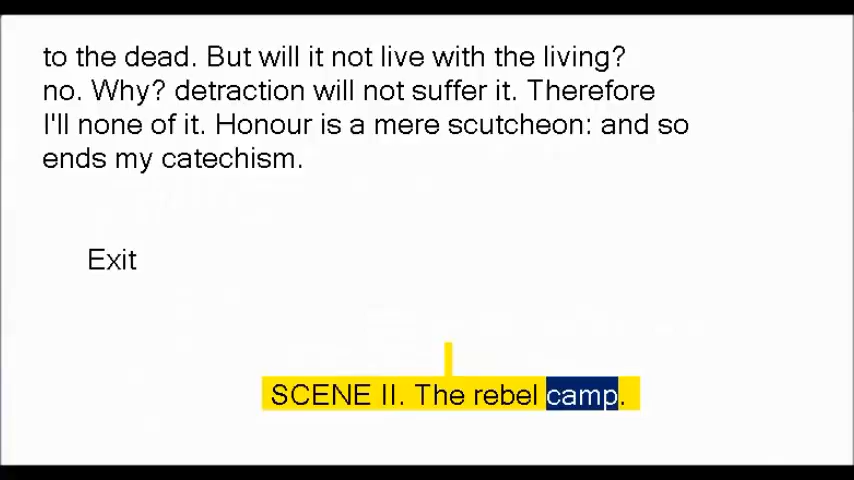 to the dead. But will it not live with the living?
no. Why? detraction will not suffer it. Therefore
I'll none of it. Honour is a mere scutcheon: and so
ends my catechism.
Exit
SCENE II. The rebel camp.